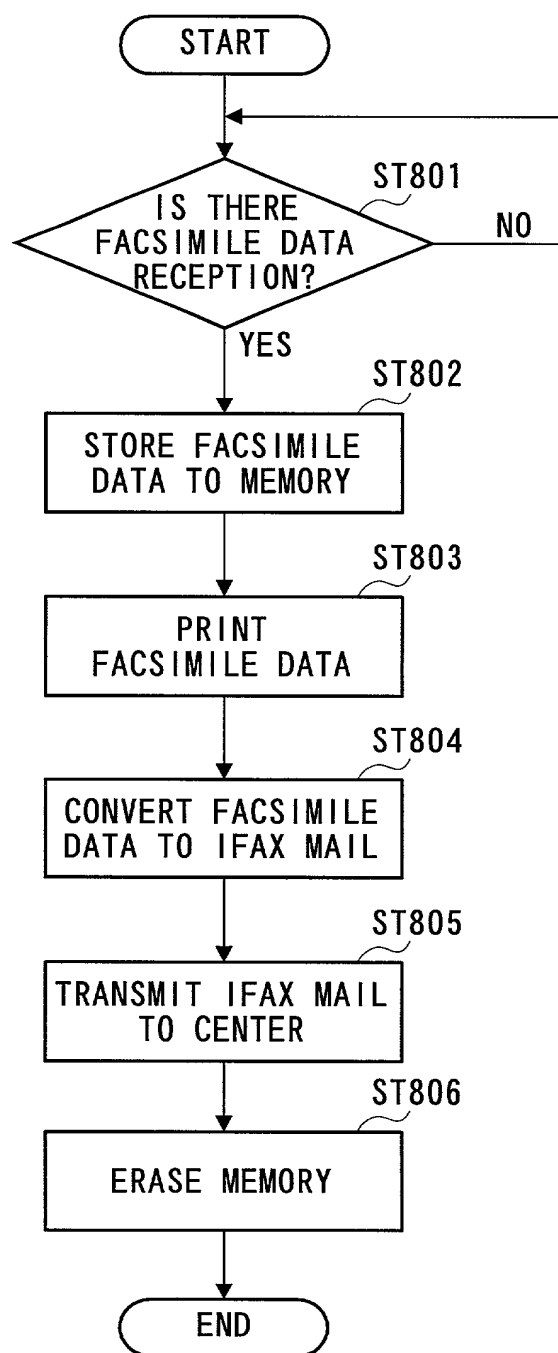 START
ST801
IS THERE
FACSIMILE DATA
RECEPTION?
NO
YES
ST802
STORE FACSIMILE
DATA TO MEMORY
ST803
PRINT
FACSIMILE DATA
ST804
CONVERT FACSIMILE
DATA TO IFAX MAIL
ST805
TRANSMIT IFAX MAIL
TO CENTER
ST806
ERASE MEMORY
END